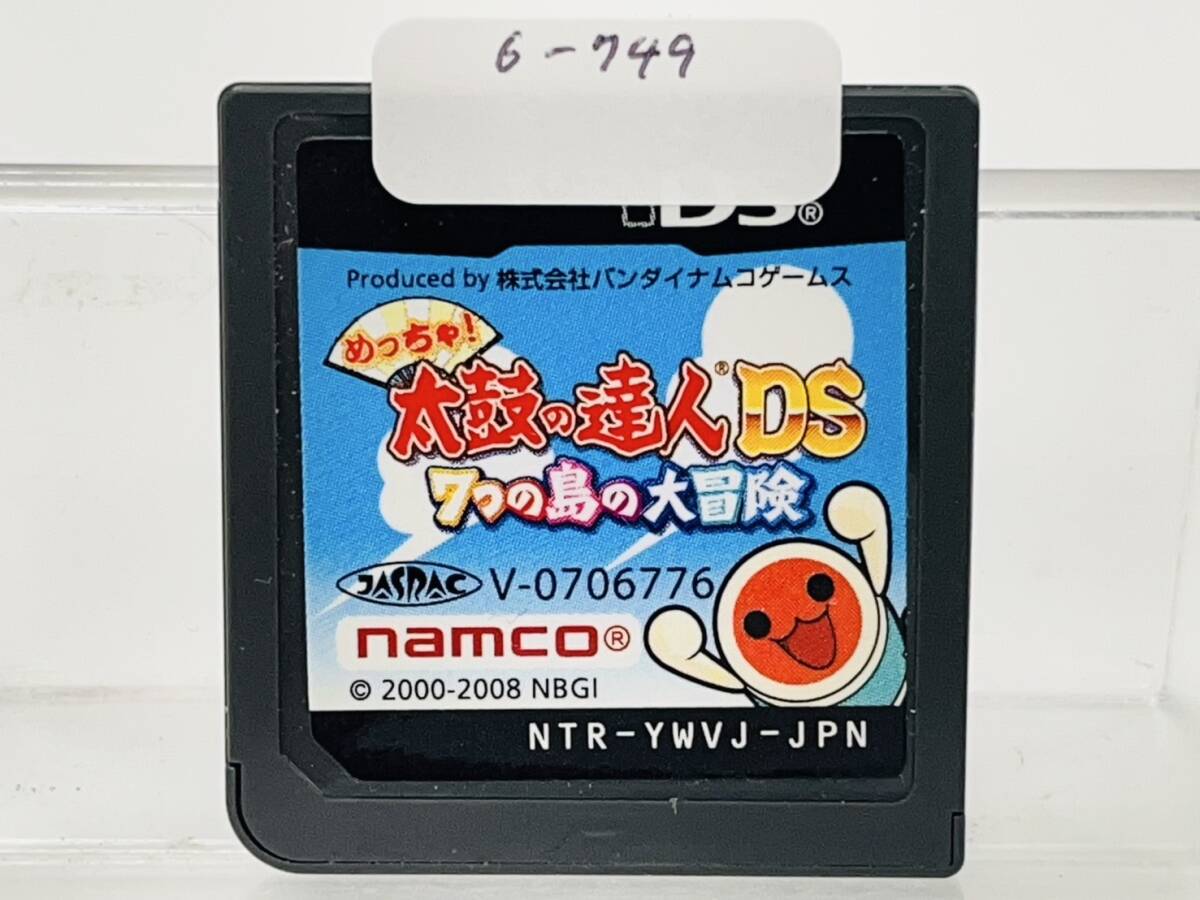 6-749
DS®
Produced by 株式会社バンダイナムコゲームス
めっちゃ!
太鼓の達人®DS
7つの島の大冒険
JASRAC V-0706776
namco®
© 2000-2008 NBGI
NTR-YWVJ-JPN